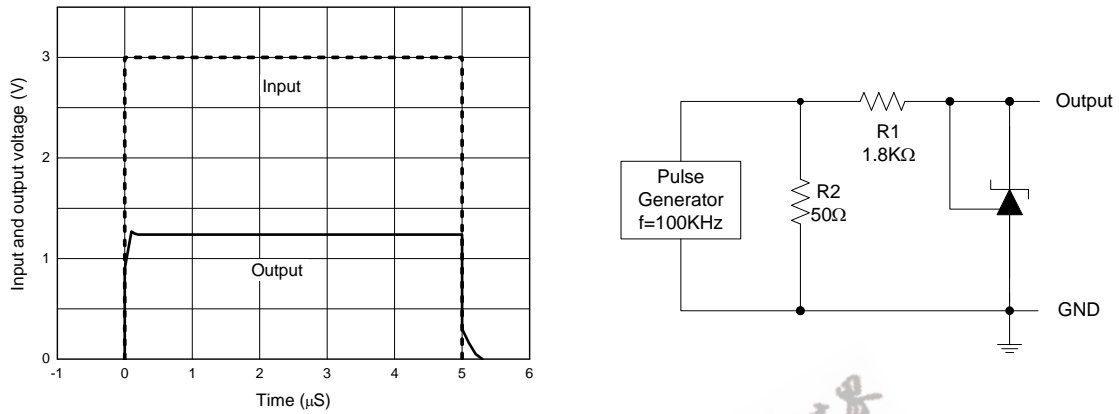 Input and output voltage (V)
3
2
1
0
-1 0 1 2 3 4 5 6
Time (μS)
Input
Output
Pulse
Generator
f=100KHz
R2
50Ω
R1
1.8KΩ
Output
GND